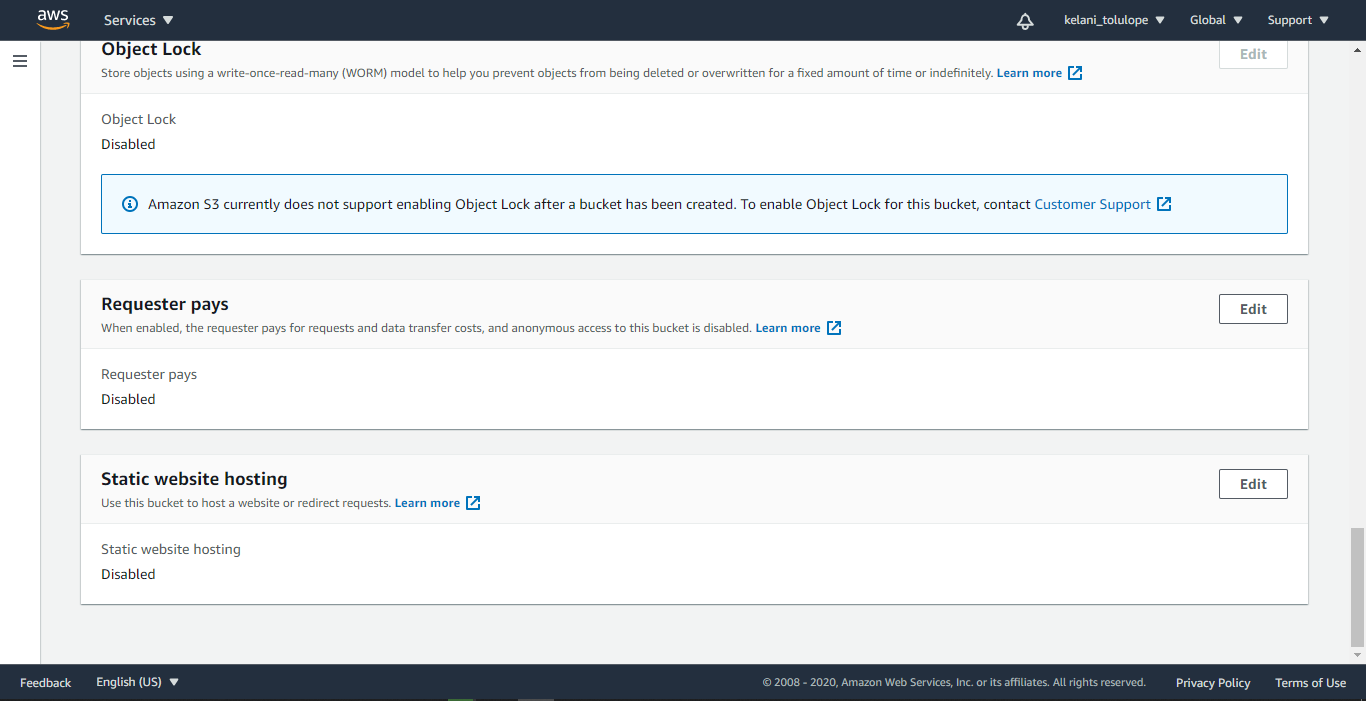 aws Services kelani_tolulope Global Support
Object Lock Edit
Store objects using a write-once-read-many (WORM) model to help you prevent objects from being deleted or overwritten for a fixed amount of time or indefinitely. Learn more
Object Lock
Disabled
Amazon S3 currently does not support enabling Object Lock after a bucket has been created. To enable Object Lock for this bucket, contact Customer Support
Requester pays Edit
When enabled, the requester pays for requests and data transfer costs, and anonymous access to this bucket is disabled. Learn more
Requester pays
Disabled
Static website hosting Edit
Use this bucket to host a website or redirect requests. Learn more
Static website hosting
Disabled
Feedback English (US) © 2008 - 2020, Amazon Web Services, Inc. or its affiliates. All rights reserved. Privacy Policy Terms of Use